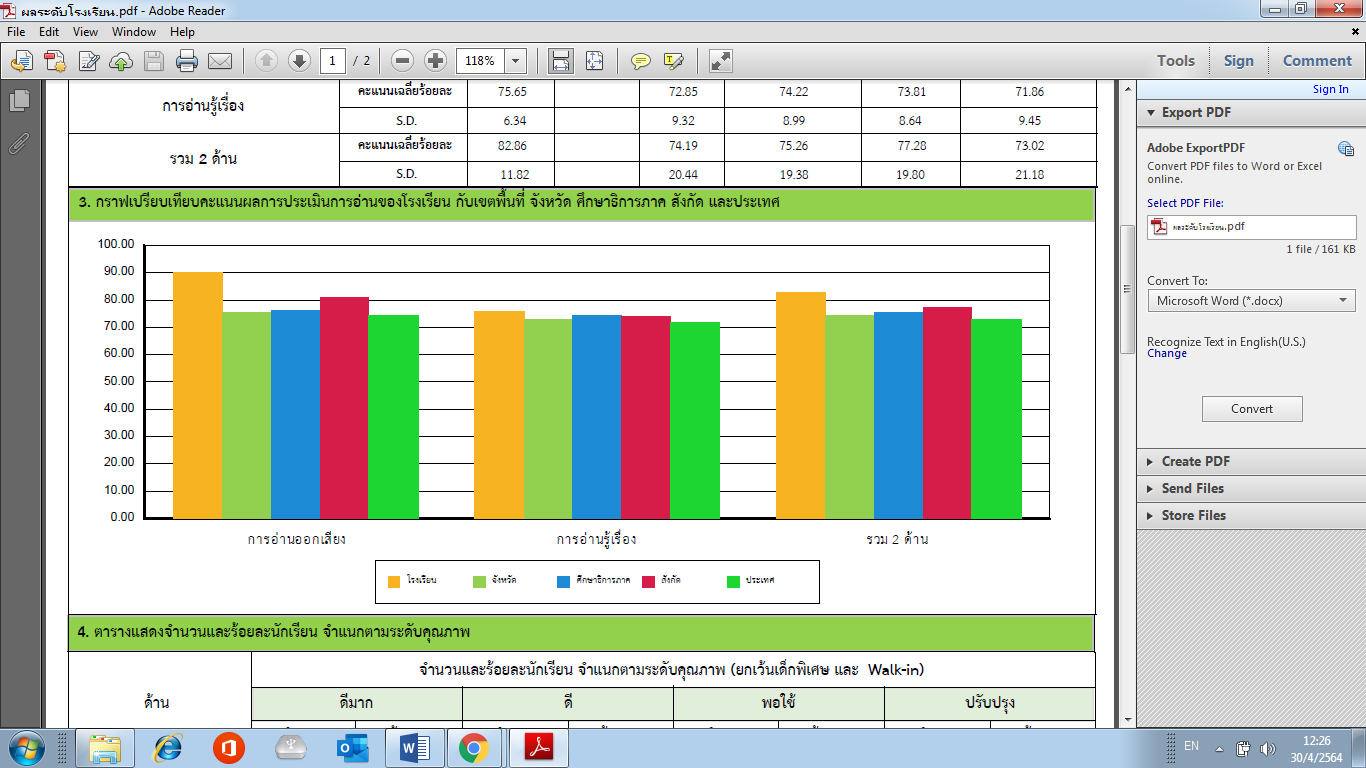 ผลระดับโรงเรียน.pdf - Adobe Reader
File Edit View Window Help
1 / 2 118% Tools Sign Comment
Sign In
การอ่านรู้เรื่อง
คะแนนเฉลี่ยร้อยละ 75.65 72.85 74.22 73.81 71.86
S.D. 6.34 9.32 8.99 8.64 9.45
รวม 2 ด้าน
คะแนนเฉลี่ยร้อยละ 82.86 74.19 75.26 77.28 73.02
S.D. 11.82 20.44 19.38 19.80 21.18
3. กราฟเปรียบเทียบคะแนนผลการประเมินการอ่านของโรงเรียน กับเขตพื้นที่ จังหวัด ศึกษาธิการภาค สังกัด และประเทศ
100.00
90.00
80.00
70.00
60.00
50.00
40.00
30.00
20.00
10.00
0.00
การอ่านออกเสียง การอ่านรู้เรื่อง รวม 2 ด้าน
โรงเรียน จังหวัด ศึกษาธิการภาค สังกัด ประเทศ
4. ตารางแสดงจำนวนและร้อยละนักเรียน จำแนกตามระดับคุณภาพ
จำนวนและร้อยละนักเรียน จำแนกตามระดับคุณภาพ (ยกเว้นเด็กพิเศษ และ Walk-in)
ด้าน ดีมาก ดี พอใช้ ปรับปรุง
Export PDF
Adobe ExportPDF
Convert PDF files to Word or Excel
online.
Select PDF File:
ผลระดับโรงเรียน.pdf
1 file / 161 KB
Convert To:
Microsoft Word (*.docx)
Recognize Text in English(U.S.)
Change
Convert
Create PDF
Send Files
Store Files
EN
12:26
30/4/2564